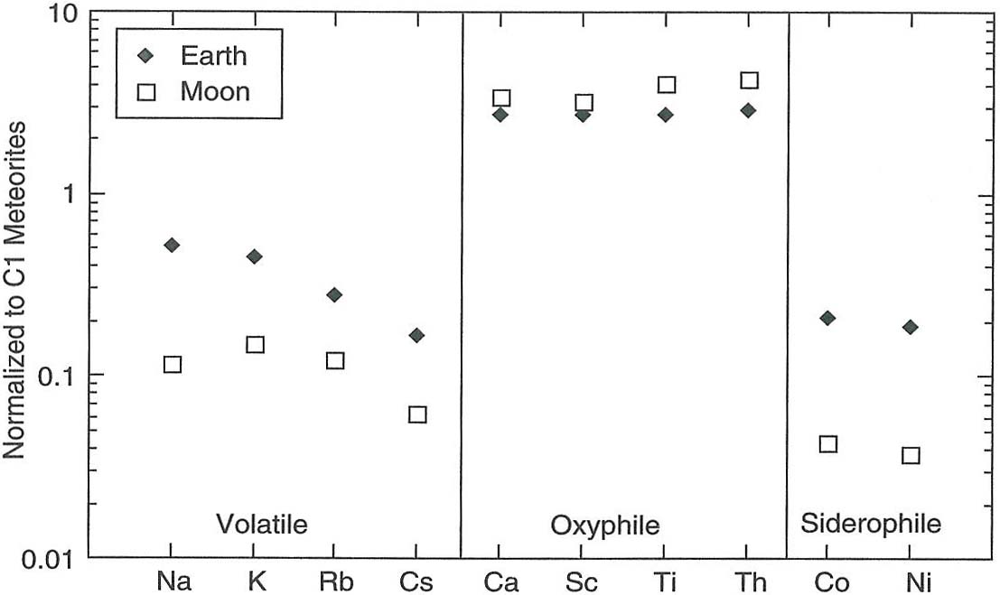 10
Earth
Moon
1
0.1
0.01
Normalized to C1 Meteorites
Volatile
Oxyphile
Siderophile
Na K Rb Cs Ca Sc Ti Th Co Ni